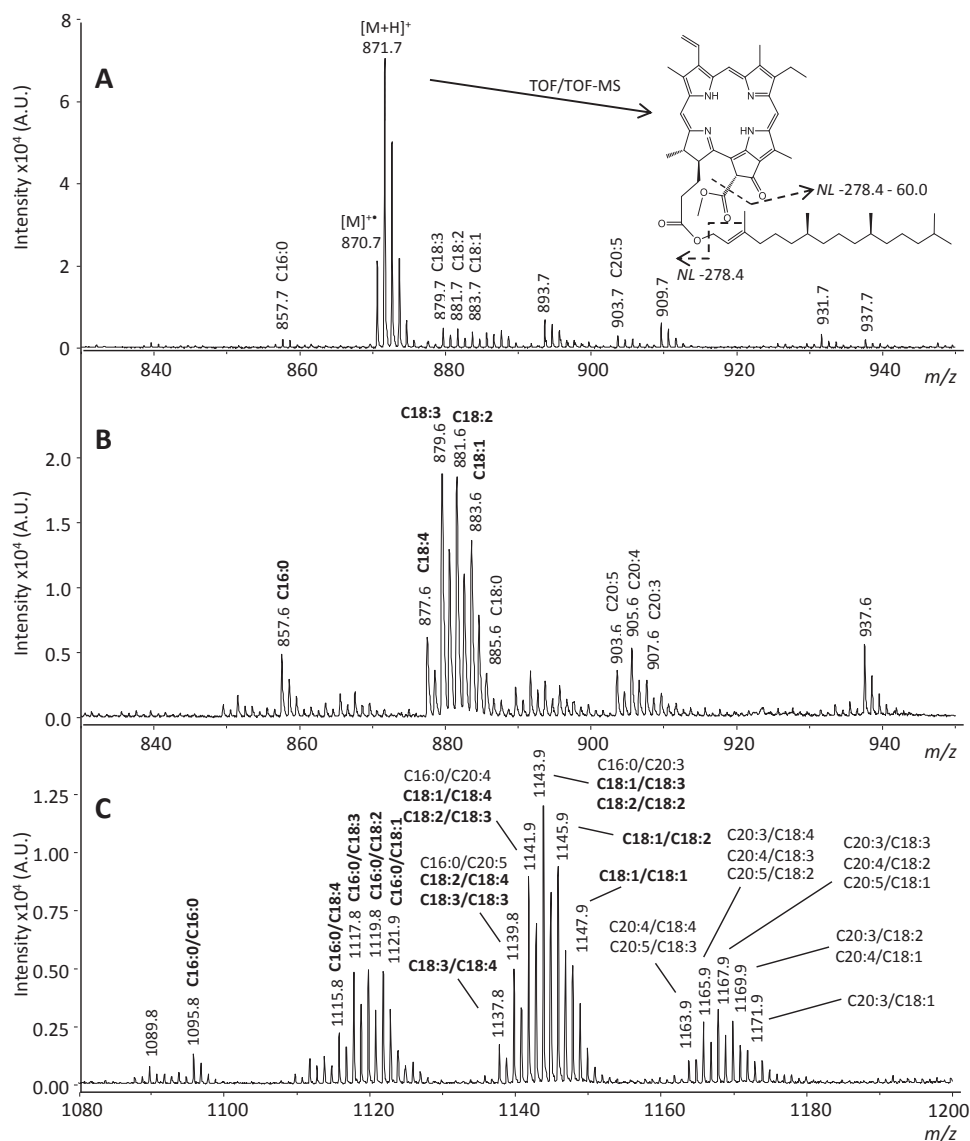 A
Intensity x10⁴ (A.U.)
8
6
4
2
0
[M+H]⁺
871.7
[M]⁺•
870.7
857.7 C16:0
879.7 C18:3
881.7 C18:2
883.7 C18:1
893.7
903.7 C20:5
909.7
931.7
937.7
TOF/TOF-MS
NH
N
N
HN
O
O
O
O
O
NL -278.4 - 60.0
NL -278.4
840
860
880
900
920
940
m/z
B
Intensity x10⁴ (A.U.)
2.0
1.5
1.0
0.5
0.0
857.6 C16:0
877.6 C18:4
C18:3
879.6
C18:2
881.6
883.6 C18:1
885.6 C18:0
903.6 C20:5
905.6 C20:4
907.6 C20:3
937.6
840
860
880
900
920
940
m/z
C
Intensity x10⁴ (A.U.)
1.25
1.00
0.75
0.50
0.25
0.00
1089.8
1095.8 C16:0/C16:0
1115.8 C16:0/C18:4
1117.8 C16:0/C18:3
1119.8 C16:0/C18:2
1121.9 C16:0/C18:1
C18:3/C18:4
1137.8
C16:0/C20:5
C18:2/C18:4
C18:3/C18:3
1139.8
C16:0/C20:4
C18:1/C18:4
C18:2/C18:3
1141.9
1143.9
C16:0/C20:3
C18:1/C18:3
C18:2/C18:2
1145.9
C18:1/C18:2
C18:1/C18:1
1147.9
C20:4/C18:4
C20:5/C18:3
1163.9
C20:3/C18:4
C20:4/C18:3
C20:5/C18:2
1165.9
C20:3/C18:3
C20:4/C18:2
C20:5/C18:1
1167.9
C20:3/C18:2
C20:4/C18:1
1169.9
C20:3/C18:1
1171.9
1080
1100
1120
1140
1160
1180
1200
m/z